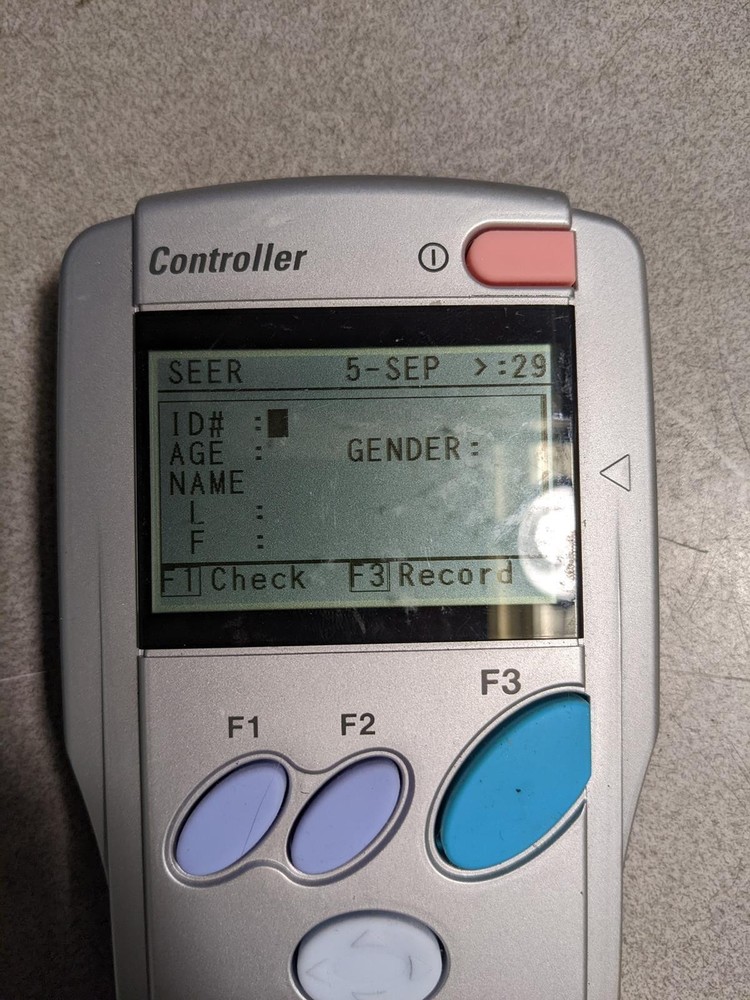 Controller
SEER 5-SEP >:29
ID# :
AGE : GENDER:
NAME
L :
F :
F1 Check F3 Record
F3
F1 F2